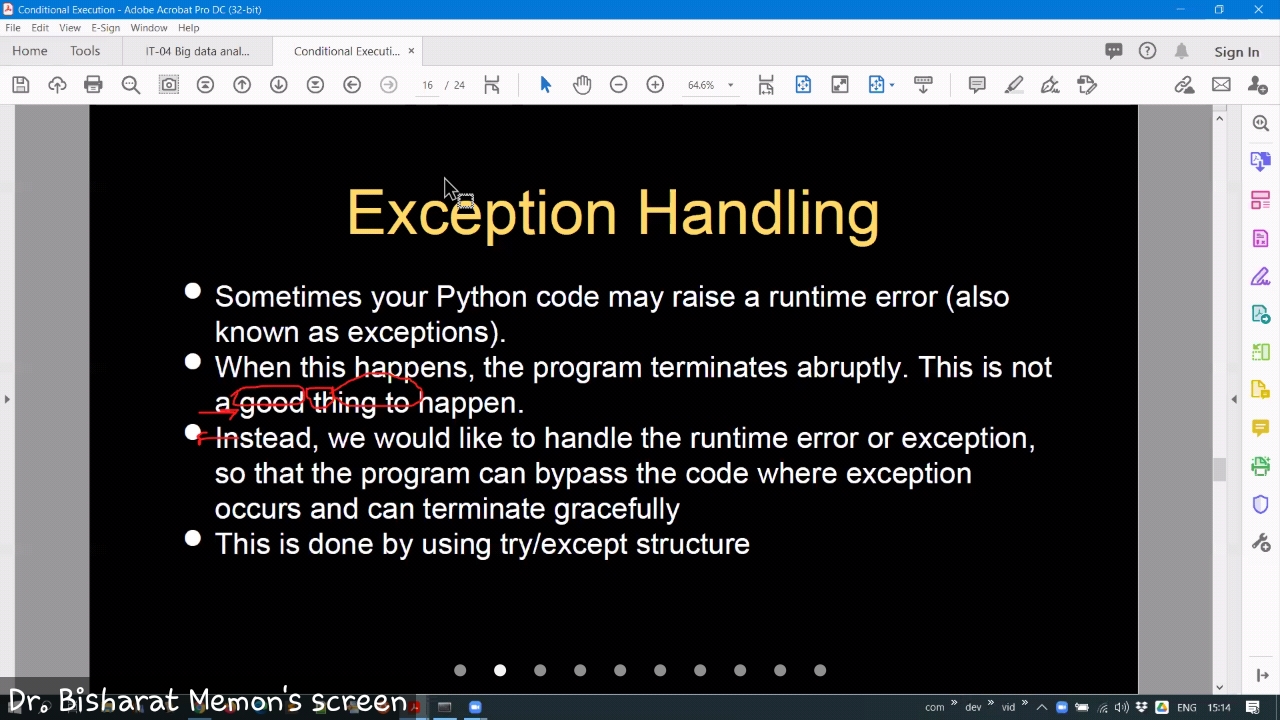 Conditional Execution - Adobe Acrobat Pro DC (32-bit)
File Edit View E-Sign Window Help
Home Tools IT-04 Big data anal... Conditional Executi... × Sign In
16 / 24 64.6%
Exception Handling
Sometimes your Python code may raise a runtime error (also
known as exceptions).
When this happens, the program terminates abruptly. This is not
a good thing to happen.
Instead, we would like to handle the runtime error or exception,
so that the program can bypass the code where exception
occurs and can terminate gracefully
This is done by using try/except structure
Dr. Bisharat Memon's screen
com » dev » vid » ENG 15:14